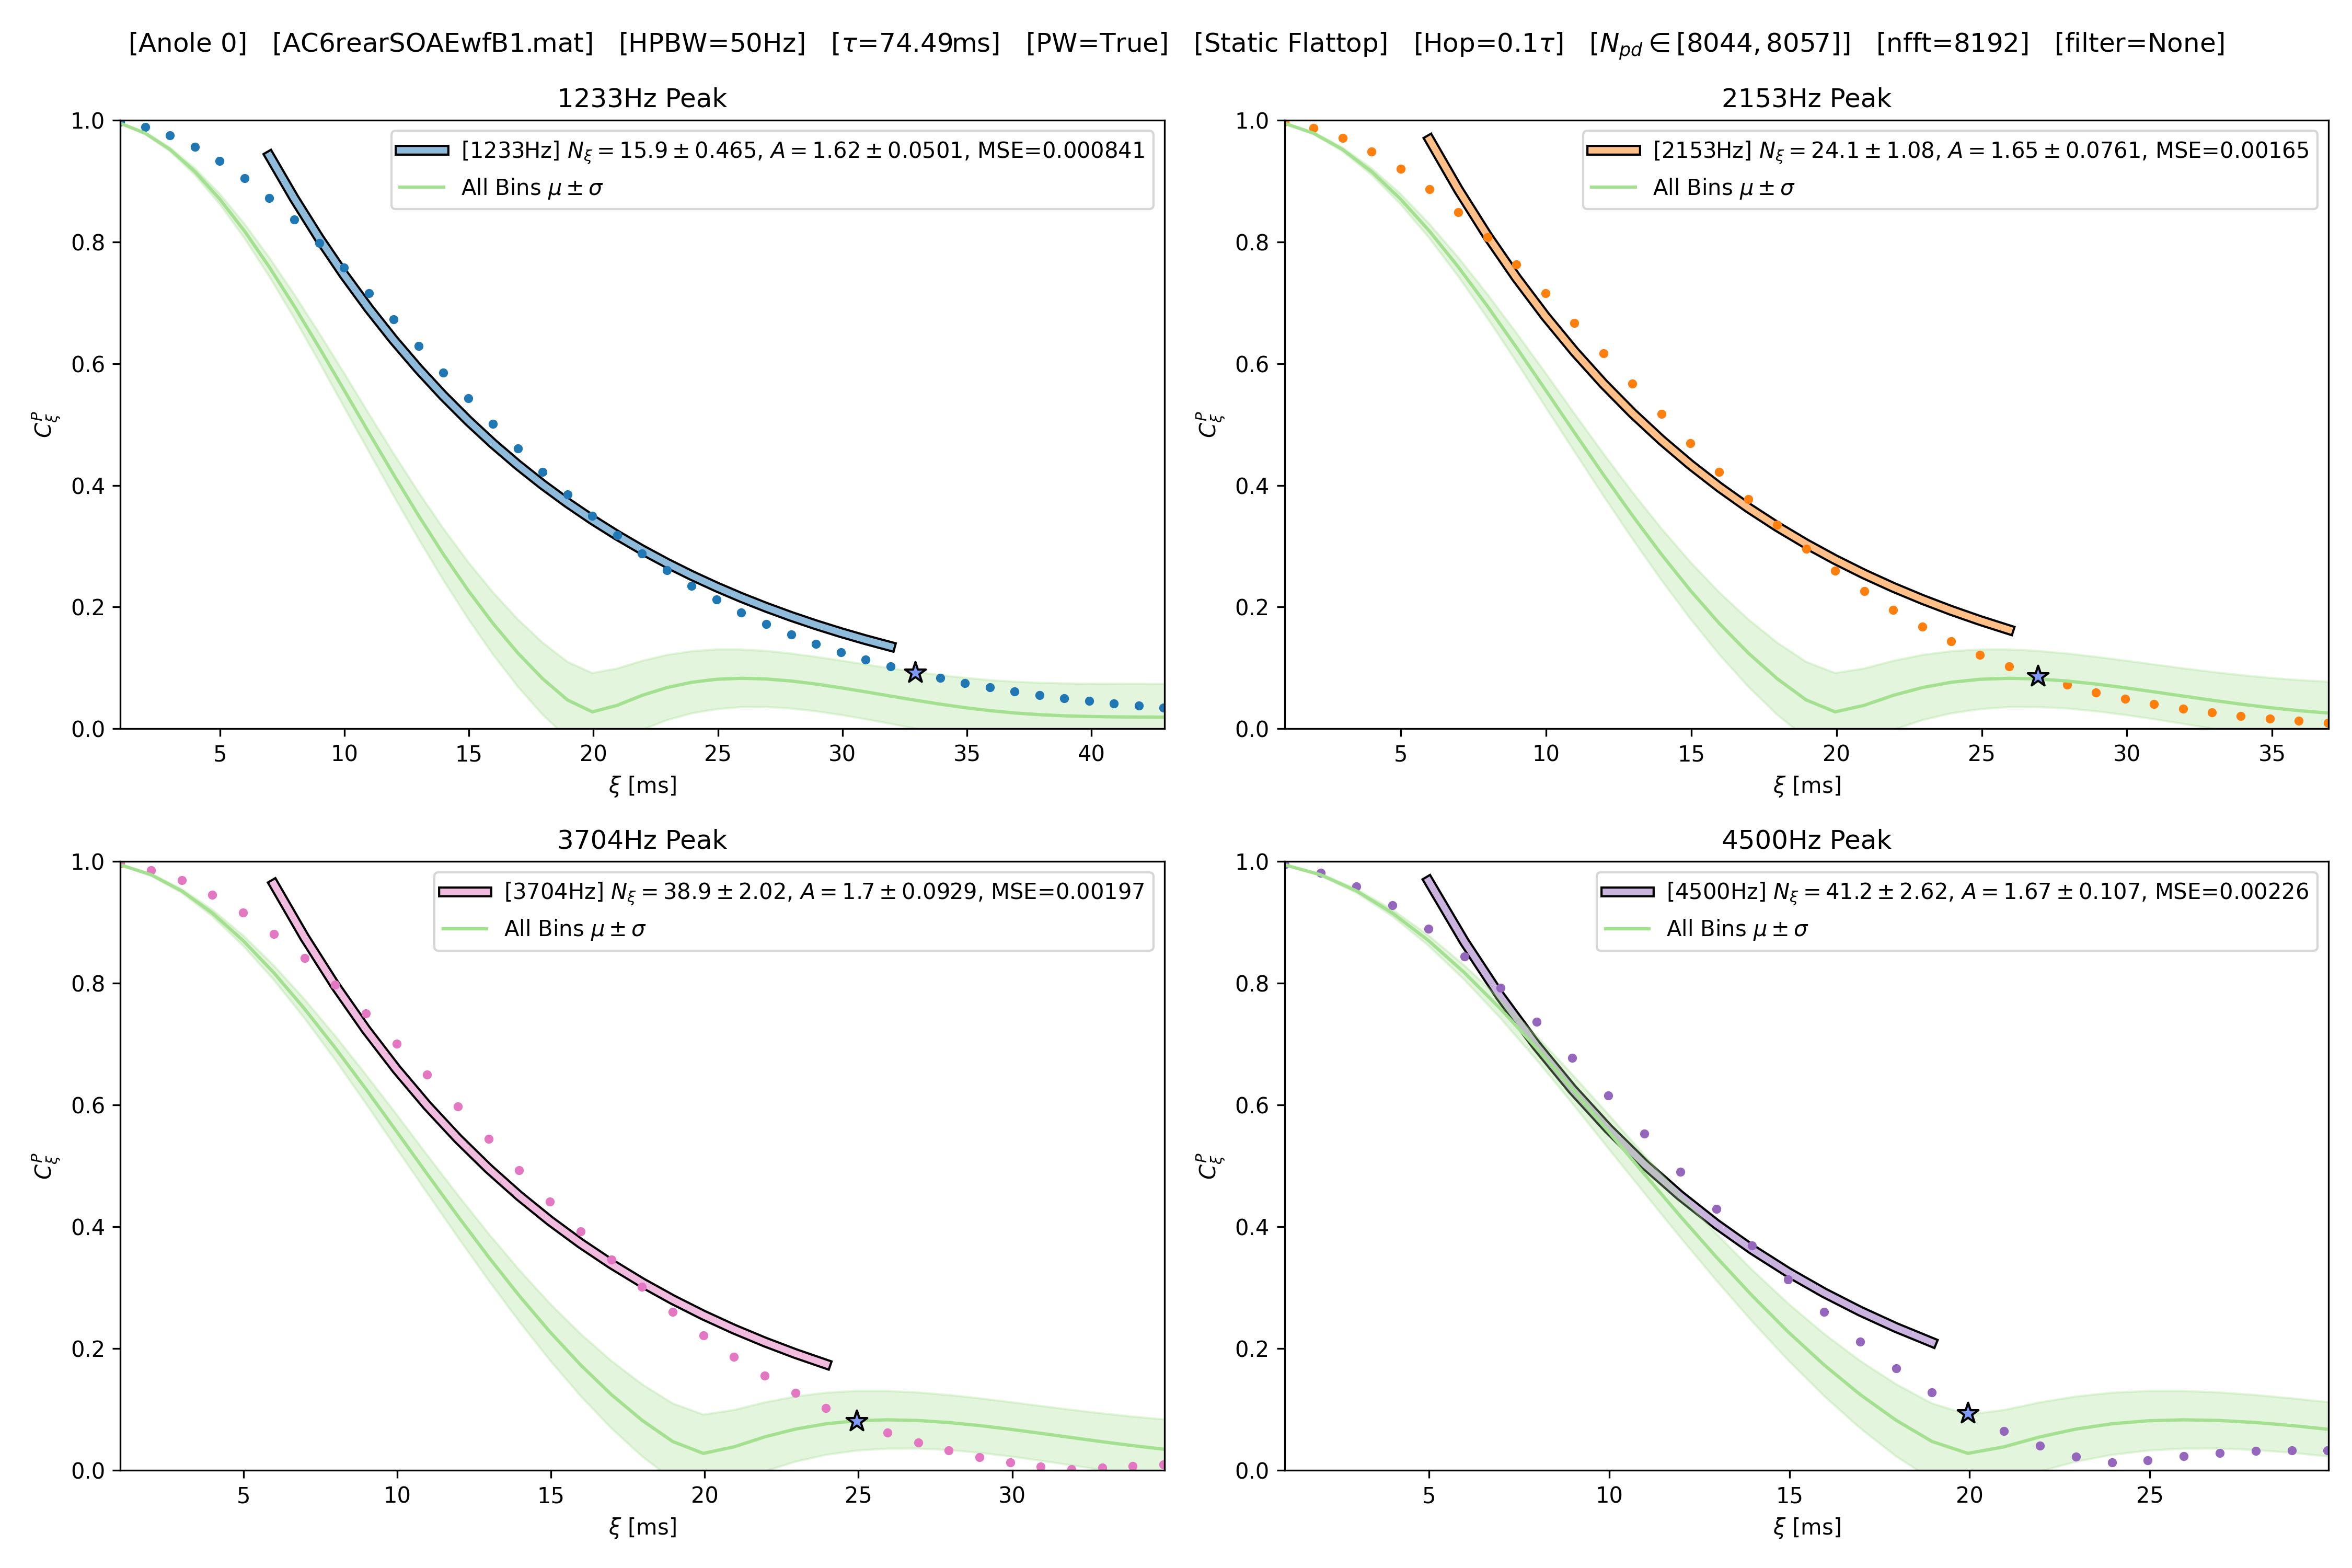 [Anole 0] [AC6rearSOAEwfB1.mat] [HPBW=50Hz] [τ=74.49ms] [PW=True] [Static Flattop] [Hop=0.1τ] [N_pd ∈ [8044, 8057]] [nfft=8192] [filter=None]
1233Hz Peak
[1233Hz] N_ξ = 15.9 ± 0.465, A = 1.62 ± 0.0501, MSE=0.000841
All Bins μ ± σ
1.0
0.8
0.6
0.4
0.2
0.0
C_ξ^P
5 10 15 20 25 30 35 40
ξ [ms]
2153Hz Peak
[2153Hz] N_ξ = 24.1 ± 1.08, A = 1.65 ± 0.0761, MSE=0.00165
All Bins μ ± σ
1.0
0.8
0.6
0.4
0.2
0.0
C_ξ^P
5 10 15 20 25 30 35
ξ [ms]
3704Hz Peak
[3704Hz] N_ξ = 38.9 ± 2.02, A = 1.7 ± 0.0929, MSE=0.00197
All Bins μ ± σ
1.0
0.8
0.6
0.4
0.2
0.0
C_ξ^P
5 10 15 20 25 30
ξ [ms]
4500Hz Peak
[4500Hz] N_ξ = 41.2 ± 2.62, A = 1.67 ± 0.107, MSE=0.00226
All Bins μ ± σ
1.0
0.8
0.6
0.4
0.2
0.0
C_ξ^P
5 10 15 20 25
ξ [ms]